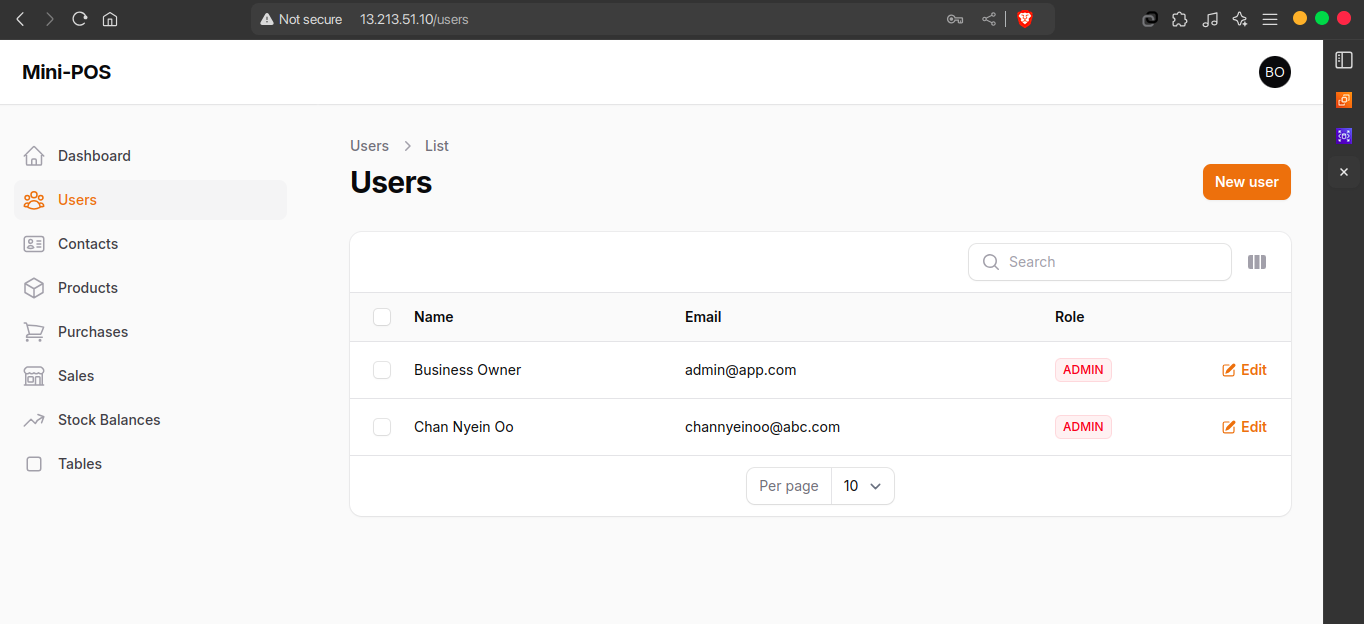 Not secure 13.213.51.10/users
Mini-POS
BO
Dashboard
Users
Contacts
Products
Purchases
Sales
Stock Balances
Tables
Users > List
Users
New user
Search
Name Email Role
Business Owner admin@app.com ADMIN Edit
Chan Nyein Oo channyeinoo@abc.com ADMIN Edit
Per page 10